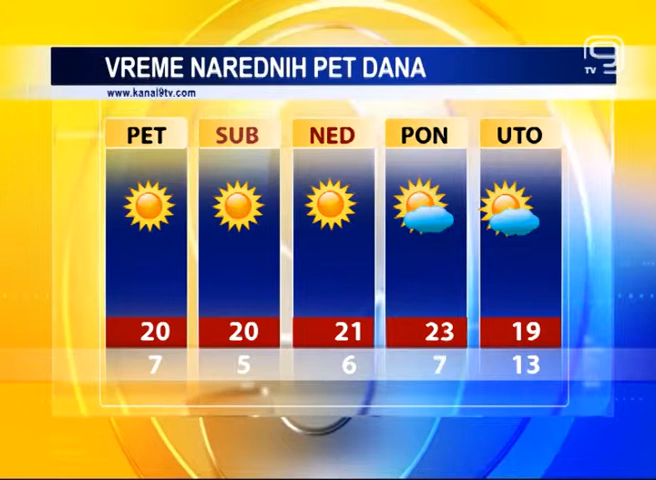 VREME NAREDNIH PET DANA
TV 9
www.kanal9tv.com
PET SUB NED PON UTO
20 20 21 23 19
7 5 6 7 13